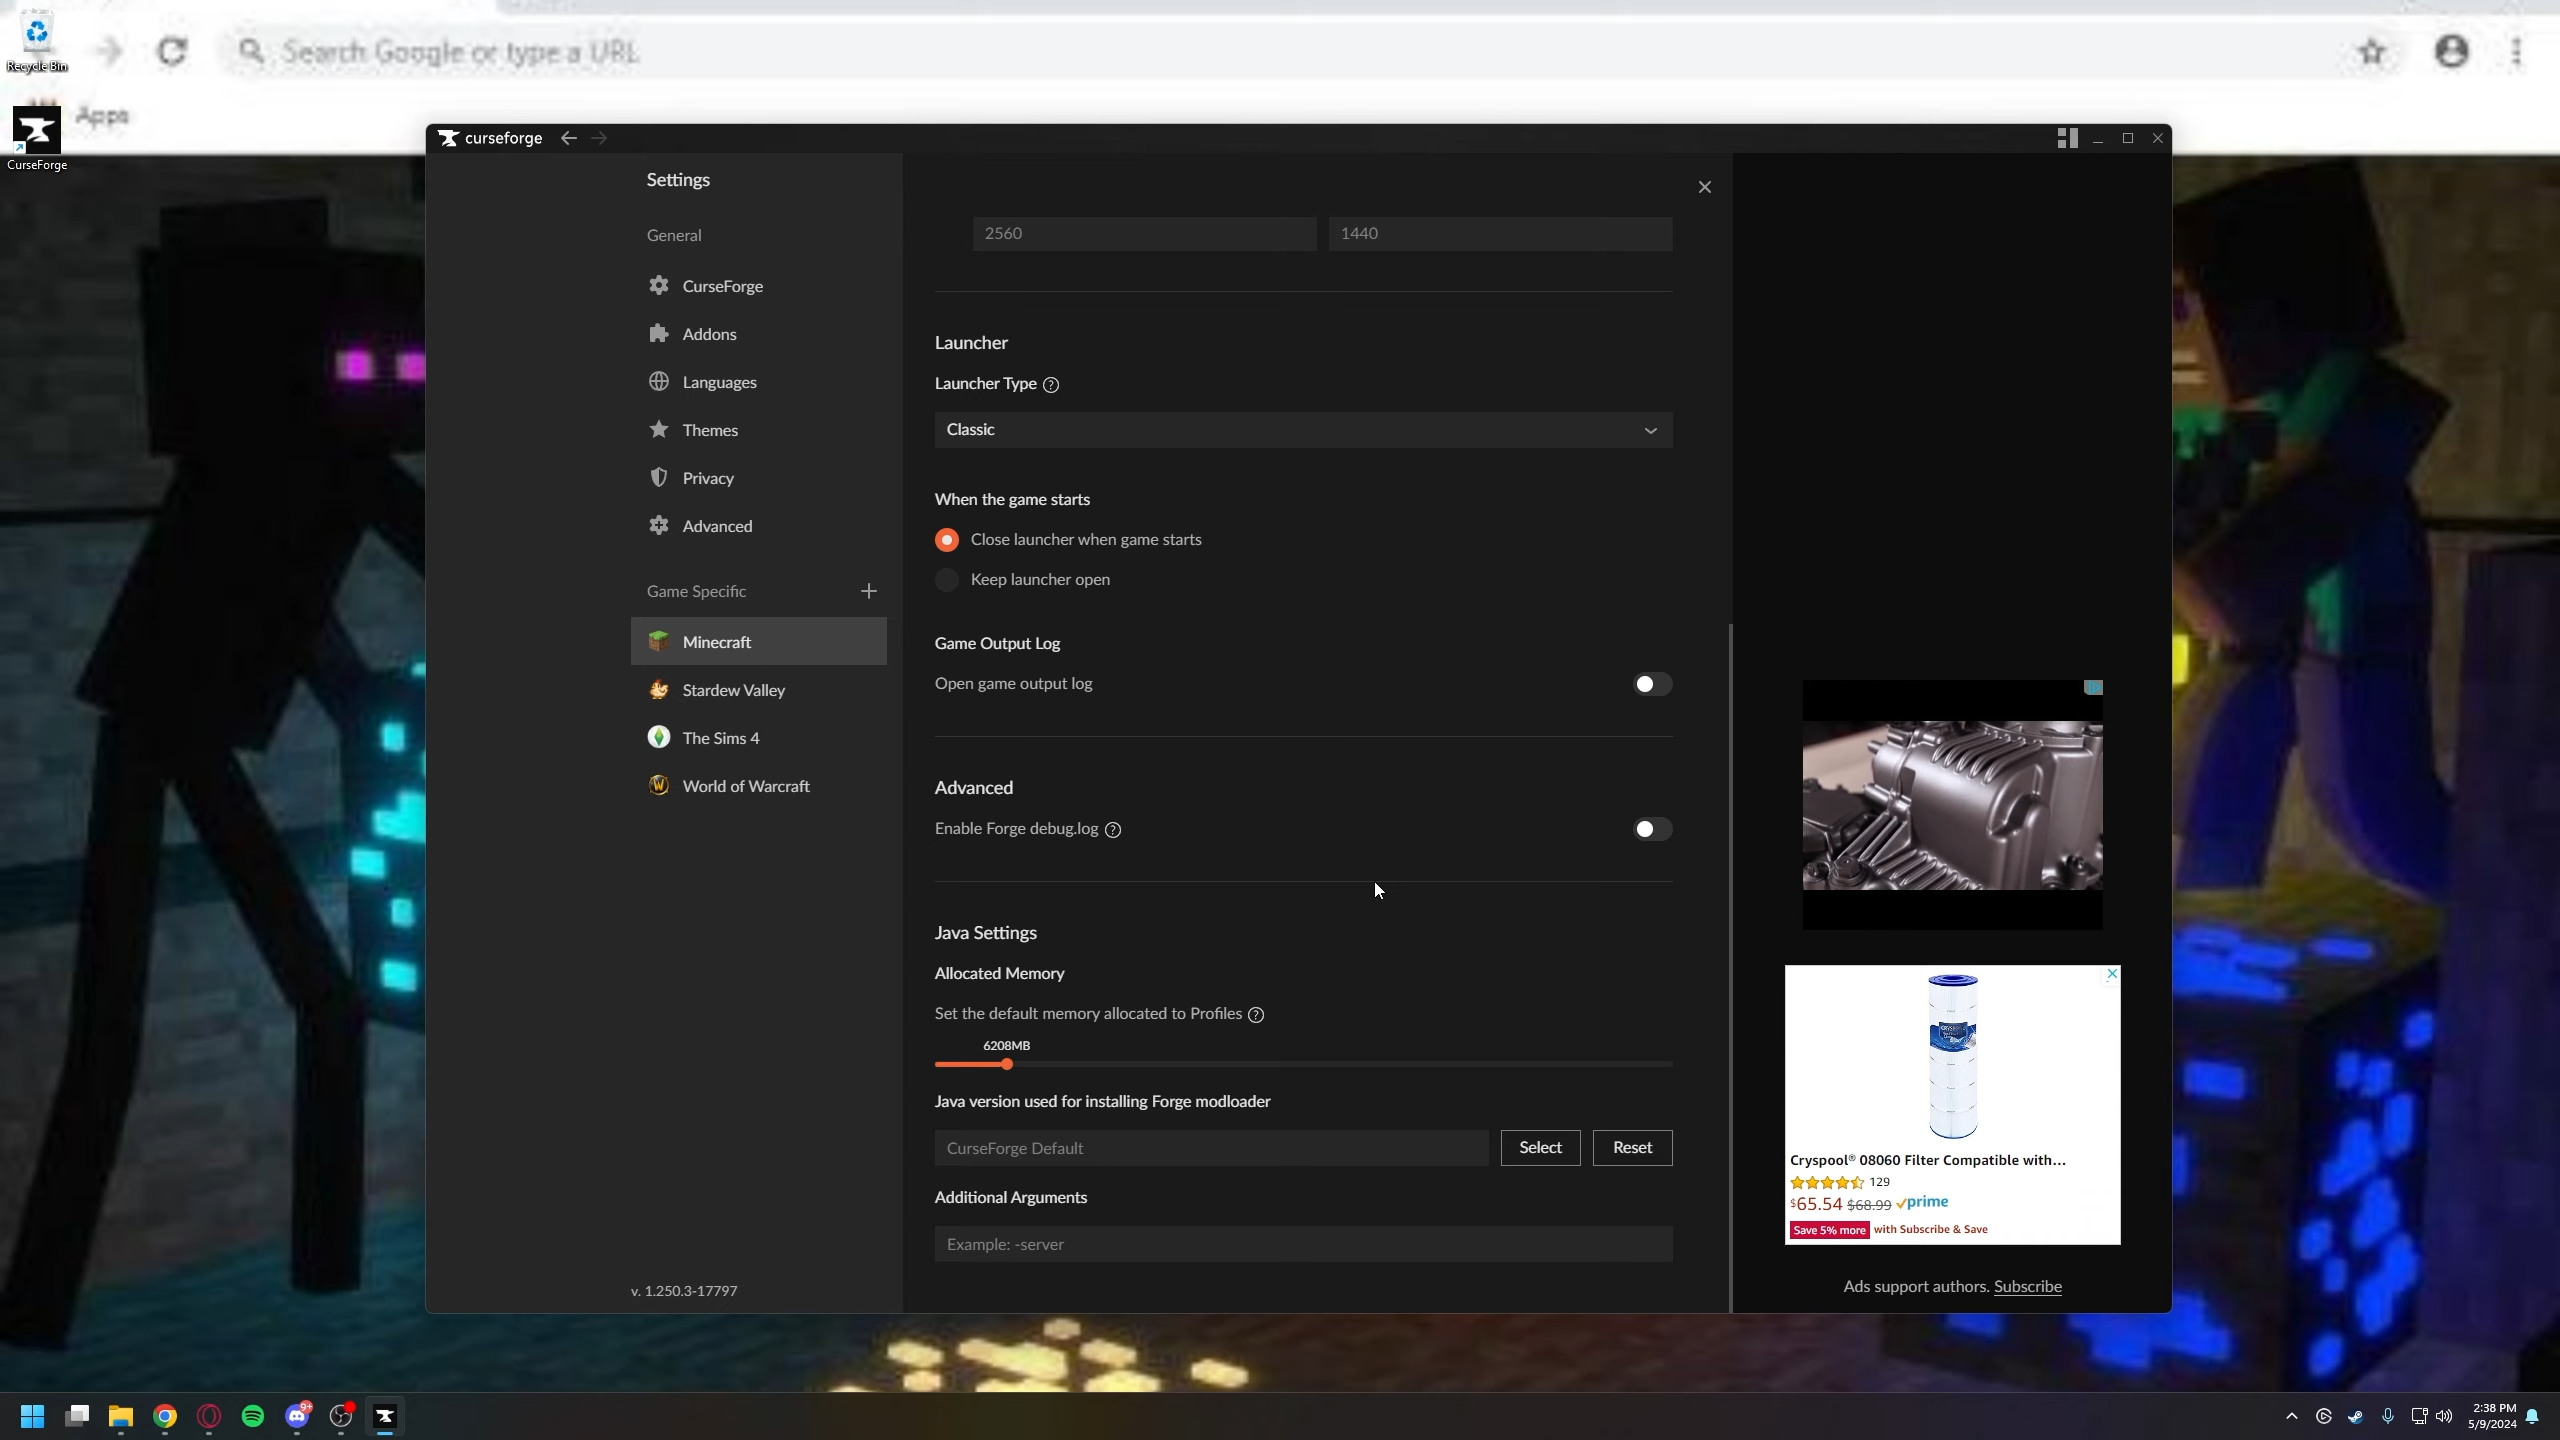 Search Google or type a URL
Recycle Bin
Apps
CurseForge
curseforge
Settings
General
CurseForge
Addons
Languages
Themes
Privacy
Advanced
Game Specific
Minecraft
Stardew Valley
The Sims 4
World of Warcraft
v. 1.250.3-17797
2560
1440
Launcher
Launcher Type
Classic
When the game starts
Close launcher when game starts
Keep launcher open
Game Output Log
Open game output log
Advanced
Enable Forge debug.log
Java Settings
Allocated Memory
Set the default memory allocated to Profiles
6208MB
Java version used for installing Forge modloader
CurseForge Default
Select
Reset
Additional Arguments
Example: -server
Cryspool® 08060 Filter Compatible with...
129
$65.54 $68.99 prime
Save 5% more with Subscribe & Save
Ads support authors. Subscribe
9+
2:38 PM
5/9/2024